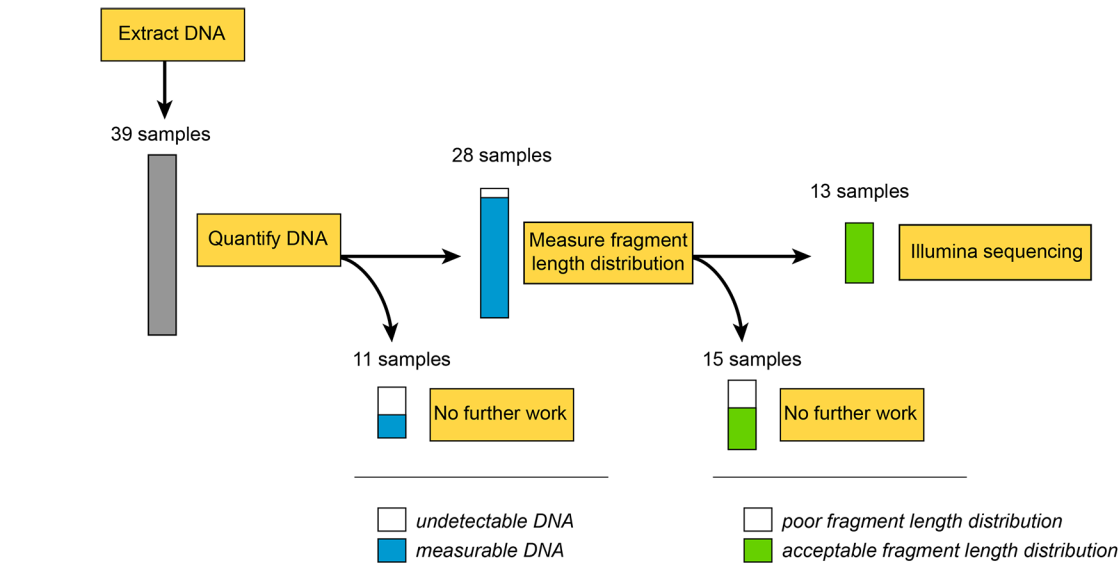 Extract DNA
39 samples
28 samples
13 samples
Quantify DNA
Measure fragment
length distribution
Illumina sequencing
11 samples
15 samples
No further work
No further work
undetectable DNA
measurable DNA
poor fragment length distribution
acceptable fragment length distribution